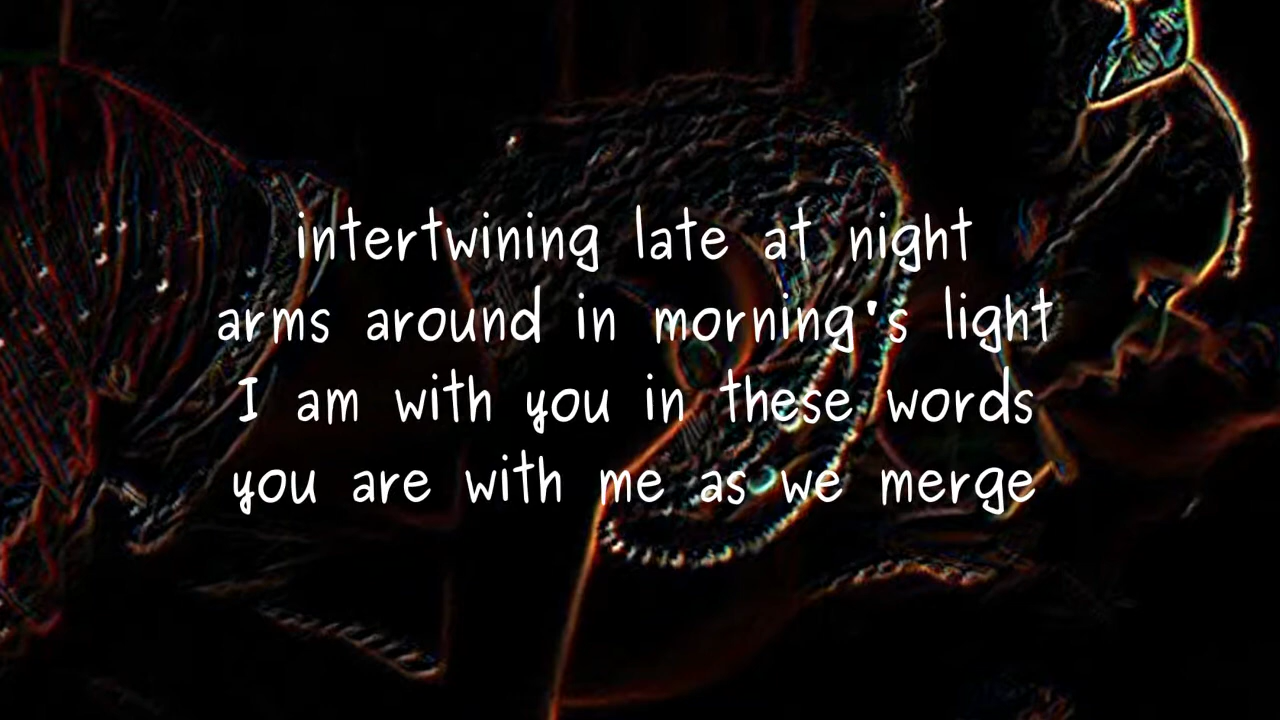 intertwining late at night
arms around in morning's light
I am with you in these words
you are with me as we merge